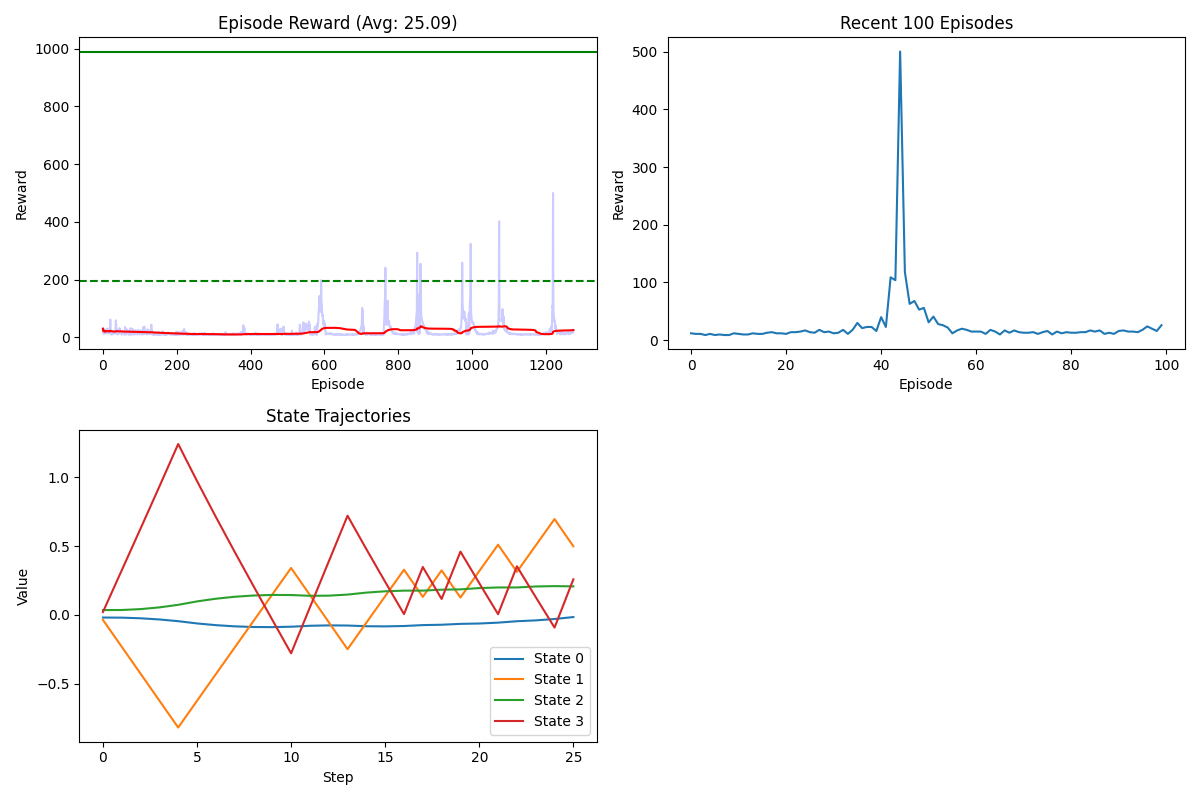 Episode Reward (Avg: 25.09)
1000
800
600
400
200
0
Reward
0 200 400 600 800 1000 1200
Episode
Recent 100 Episodes
500
400
300
200
100
0
Reward
0 20 40 60 80 100
Episode
State Trajectories
1.0
0.5
0.0
−0.5
Value
State 0
State 1
State 2
State 3
0 5 10 15 20 25
Step